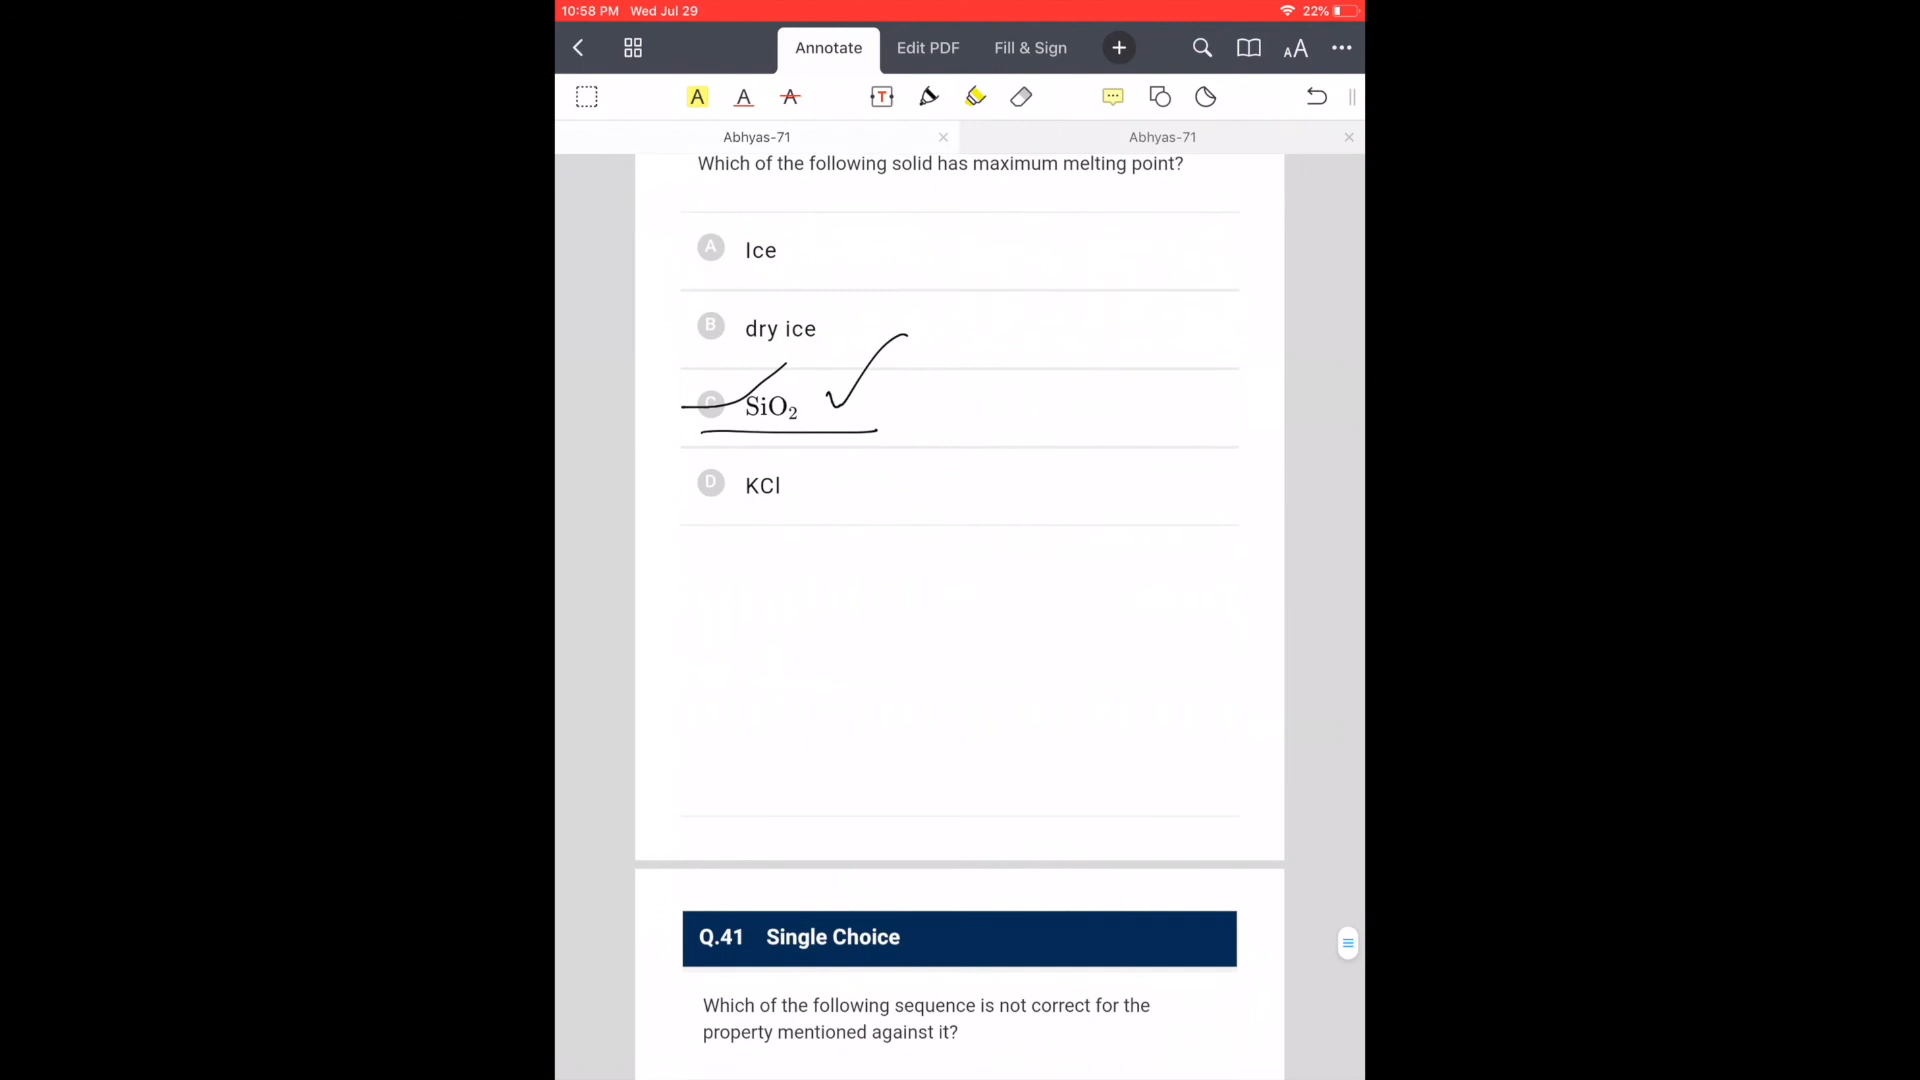 10:58 PM Wed Jul 29 22%
Annotate Edit PDF Fill & Sign + AA
A A A T
Abhyas-71 Abhyas-71
Which of the following solid has maximum melting point?
A Ice
B dry ice
C SiO₂
D KCl
Q.41 Single Choice
Which of the following sequence is not correct for the
property mentioned against it?